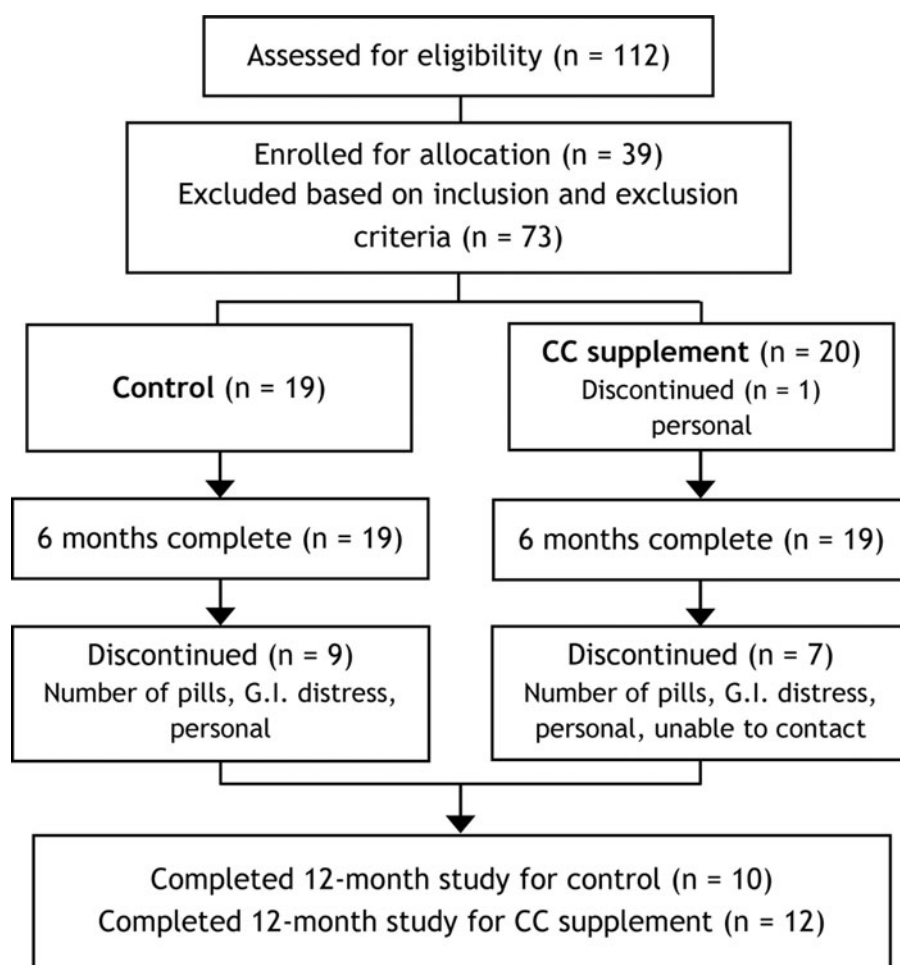 Assessed for eligibility (n = 112)
Enrolled for allocation (n = 39)
Excluded based on inclusion and exclusion
criteria (n = 73)
Control (n = 19)
CC supplement (n = 20)
Discontinued (n = 1)
personal
6 months complete (n = 19)
6 months complete (n = 19)
Discontinued (n = 9)
Number of pills, G.I. distress,
personal
Discontinued (n = 7)
Number of pills, G.I. distress,
personal, unable to contact
Completed 12-month study for control (n = 10)
Completed 12-month study for CC supplement (n = 12)